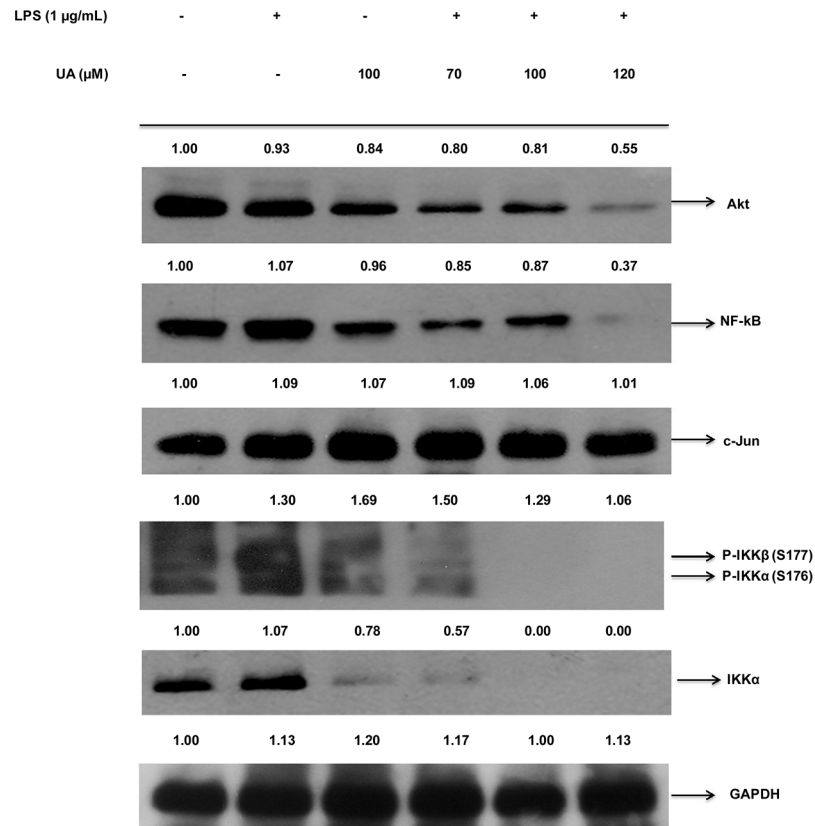 LPS (1 µg/mL) - + - + + +
UA (µM) - - 100 70 100 120
1.00 0.93 0.84 0.80 0.81 0.55
Akt
1.00 1.07 0.96 0.85 0.87 0.37
NF-kB
1.00 1.09 1.07 1.09 1.06 1.01
c-Jun
1.00 1.30 1.69 1.50 1.29 1.06
P-IKKβ (S177)
P-IKKα (S176)
1.00 1.07 0.78 0.57 0.00 0.00
IKKα
1.00 1.13 1.20 1.17 1.00 1.13
GAPDH